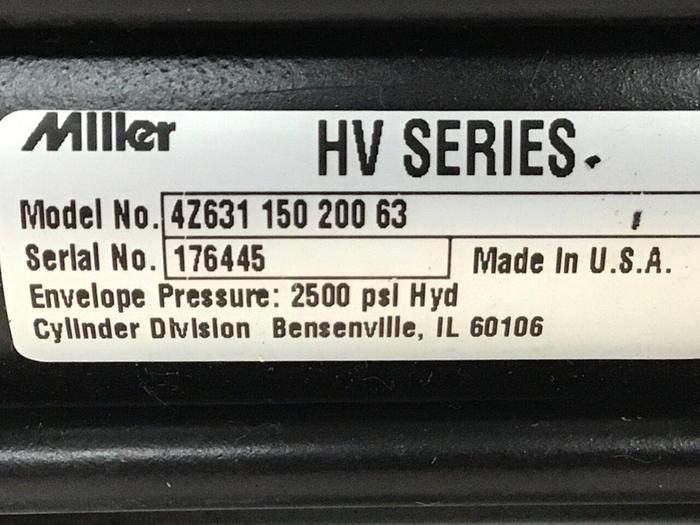 Miller HV SERIES.
Model No. 4Z631 150 200 63
Serial No. 176445 Made In U.S.A.
Envelope Pressure: 2500 psi Hyd
Cylinder Division Bensenville, IL 60106